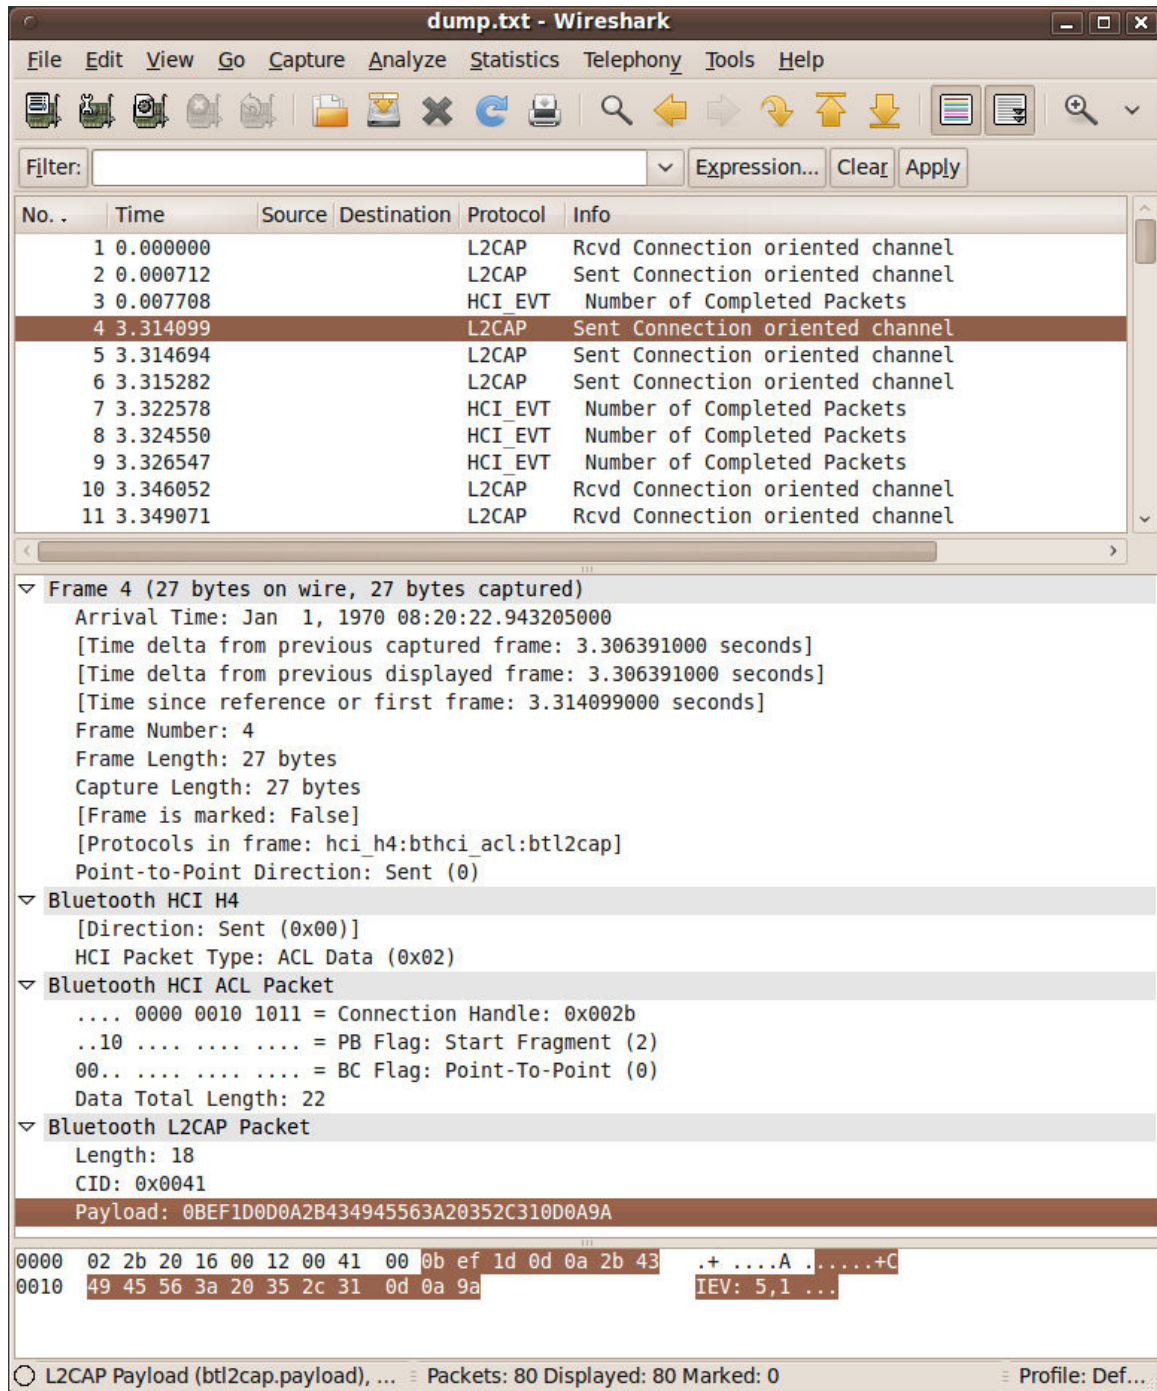 dump.txt - Wireshark
File Edit View Go Capture Analyze Statistics Telephony Tools Help
Filter: Expression... Clear Apply
No. . Time Source Destination Protocol Info
1 0.000000 L2CAP Rcvd Connection oriented channel
2 0.000712 L2CAP Sent Connection oriented channel
3 0.007708 HCI_EVT Number of Completed Packets
4 3.314099 L2CAP Sent Connection oriented channel
5 3.314694 L2CAP Sent Connection oriented channel
6 3.315282 L2CAP Sent Connection oriented channel
7 3.322578 HCI_EVT Number of Completed Packets
8 3.324550 HCI_EVT Number of Completed Packets
9 3.326547 HCI_EVT Number of Completed Packets
10 3.346052 L2CAP Rcvd Connection oriented channel
11 3.349071 L2CAP Rcvd Connection oriented channel
Frame 4 (27 bytes on wire, 27 bytes captured)
Arrival Time: Jan  1, 1970 08:20:22.943205000
[Time delta from previous captured frame: 3.306391000 seconds]
[Time delta from previous displayed frame: 3.306391000 seconds]
[Time since reference or first frame: 3.314099000 seconds]
Frame Number: 4
Frame Length: 27 bytes
Capture Length: 27 bytes
[Frame is marked: False]
[Protocols in frame: hci_h4:bthci_acl:btl2cap]
Point-to-Point Direction: Sent (0)
Bluetooth HCI H4
[Direction: Sent (0x00)]
HCI Packet Type: ACL Data (0x02)
Bluetooth HCI ACL Packet
.... 0000 0010 1011 = Connection Handle: 0x002b
..10 .... .... .... = PB Flag: Start Fragment (2)
00.. .... .... .... = BC Flag: Point-To-Point (0)
Data Total Length: 22
Bluetooth L2CAP Packet
Length: 18
CID: 0x0041
Payload: 0BEF1D0D0A2B434945563A20352C310D0A9A
0000 02 2b 20 16 00 12 00 41 00 0b ef 1d 0d 0a 2b 43 .+ ....A ......+C
0010 49 45 56 3a 20 35 2c 31 0d 0a 9a IEV: 5,1 ...
L2CAP Payload (btl2cap.payload), ... Packets: 80 Displayed: 80 Marked: 0 Profile: Def...